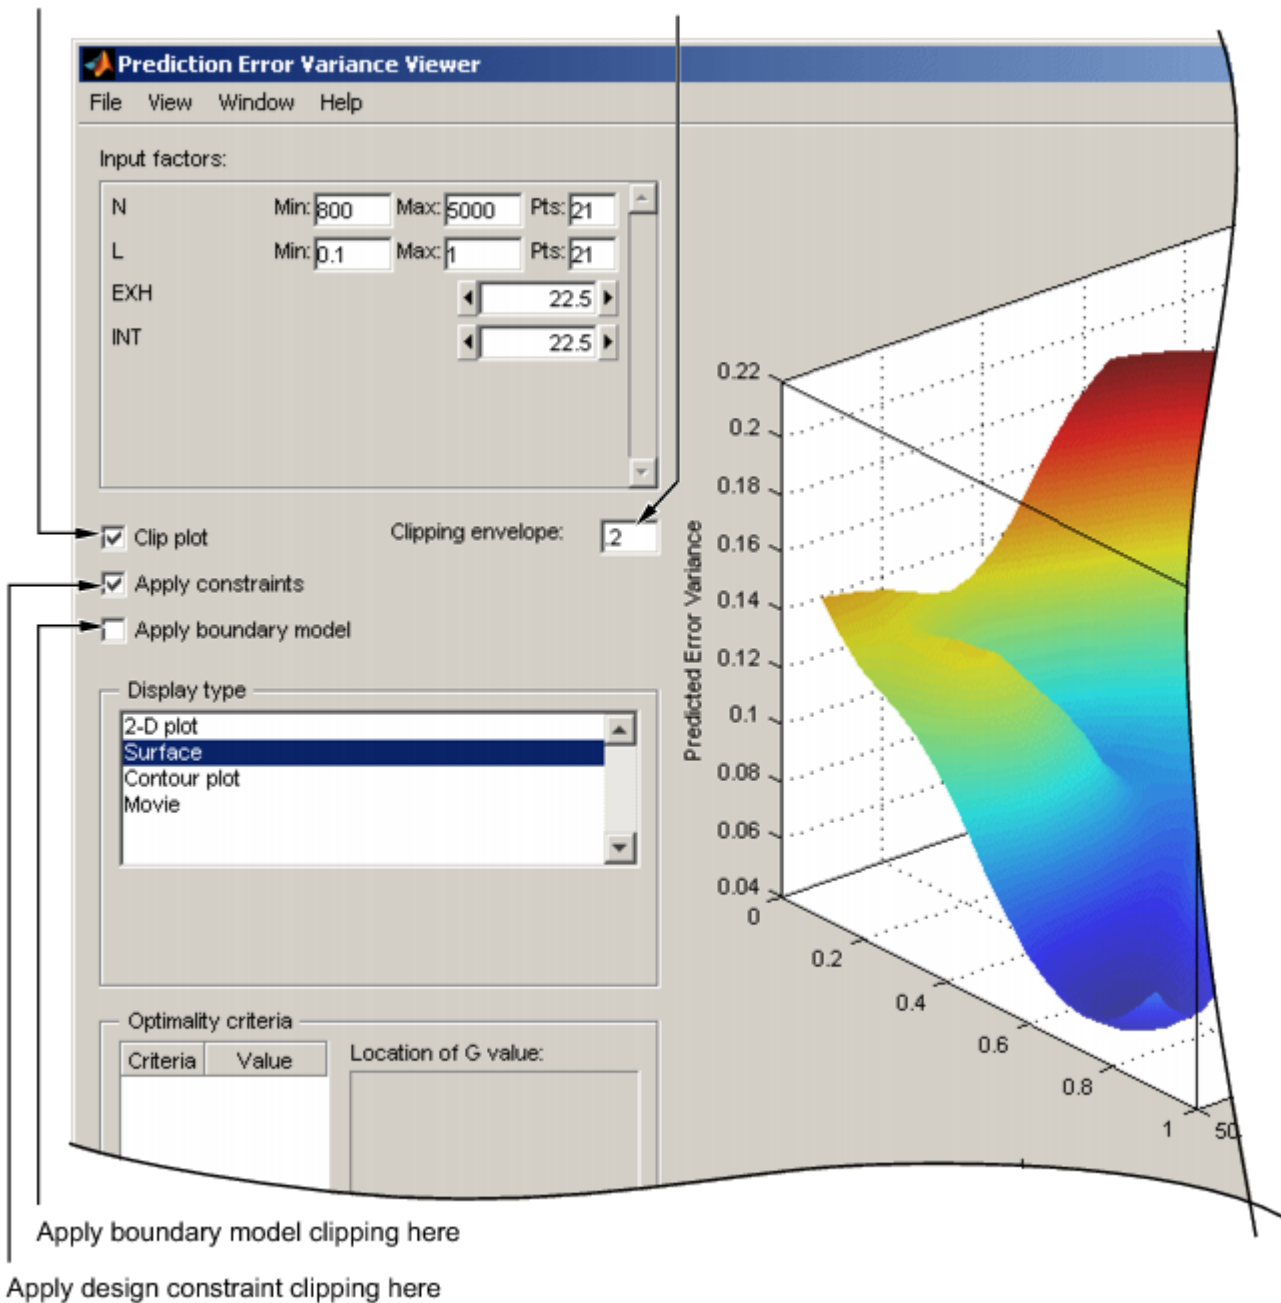 Prediction Error Variance Viewer
File View Window Help
Input factors:
N Min: 800 Max: 5000 Pts: 21
L Min: 0.1 Max: 1 Pts: 21
EXH 22.5
INT 22.5
Clip plot Clipping envelope: .2
Apply constraints
Apply boundary model
Display type
2-D plot
Surface
Contour plot
Movie
Optimality criteria
Criteria Value Location of G value:
Predicted Error Variance
0.22
0.2
0.18
0.16
0.14
0.12
0.1
0.08
0.06
0.04
0
0.2
0.4
0.6
0.8
1
50
Apply boundary model clipping here
Apply design constraint clipping here